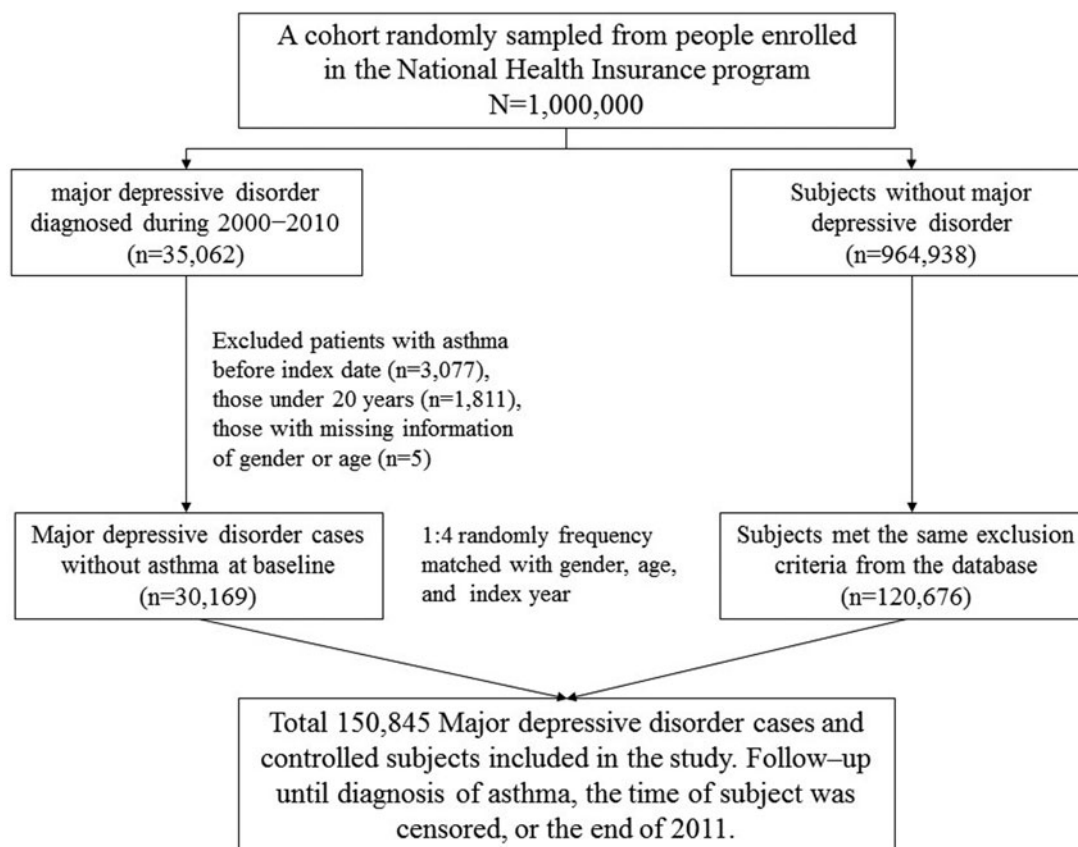 A cohort randomly sampled from people enrolled
in the National Health Insurance program
N=1,000,000
major depressive disorder
diagnosed during 2000−2010
(n=35,062)
Subjects without major
depressive disorder
(n=964,938)
Excluded patients with asthma
before index date (n=3,077),
those under 20 years (n=1,811),
those with missing information
of gender or age (n=5)
Major depressive disorder cases
without asthma at baseline
(n=30,169)
1:4 randomly frequency
matched with gender, age,
and index year
Subjects met the same exclusion
criteria from the database
(n=120,676)
Total 150,845 Major depressive disorder cases and
controlled subjects included in the study. Follow–up
until diagnosis of asthma, the time of subject was
censored, or the end of 2011.